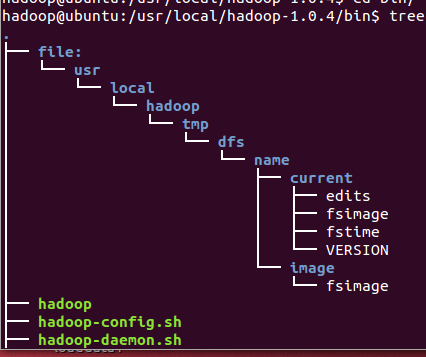 hadoop@ubuntu:/usr/local/hadoop-1.0.4$ cd bin/
hadoop@ubuntu:/usr/local/hadoop-1.0.4/bin$ tree
.
├── file:
│   └── usr
│       └── local
│           └── hadoop
│               └── tmp
│                   └── dfs
│                       └── name
│                           ├── current
│                           │   ├── edits
│                           │   ├── fsimage
│                           │   ├── fstime
│                           │   └── VERSION
│                           └── image
│                               └── fsimage
├── hadoop
├── hadoop-config.sh
├── hadoop-daemon.sh